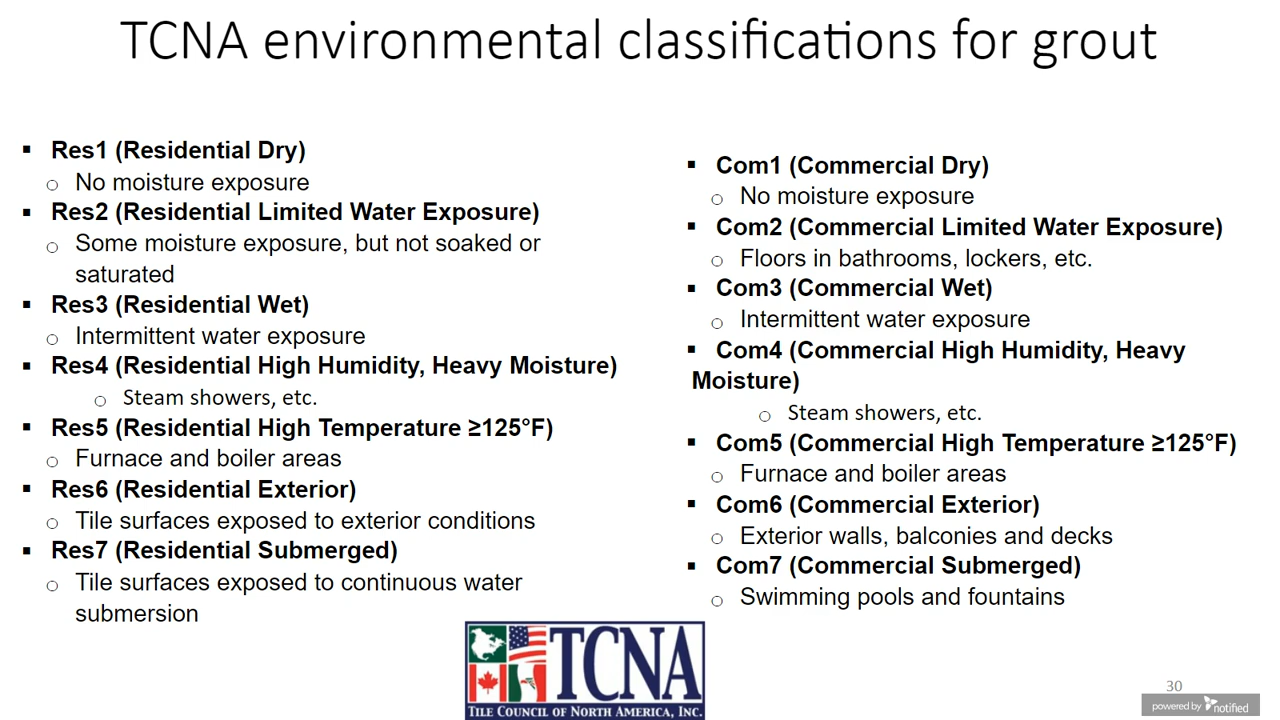 TCNA environmental classifications for grout
▪ Res1 (Residential Dry)
○ No moisture exposure
▪ Res2 (Residential Limited Water Exposure)
○ Some moisture exposure, but not soaked or
saturated
▪ Res3 (Residential Wet)
○ Intermittent water exposure
▪ Res4 (Residential High Humidity, Heavy Moisture)
○ Steam showers, etc.
▪ Res5 (Residential High Temperature ≥125°F)
○ Furnace and boiler areas
▪ Res6 (Residential Exterior)
○ Tile surfaces exposed to exterior conditions
▪ Res7 (Residential Submerged)
○ Tile surfaces exposed to continuous water
submersion
▪ Com1 (Commercial Dry)
○ No moisture exposure
▪ Com2 (Commercial Limited Water Exposure)
○ Floors in bathrooms, lockers, etc.
▪ Com3 (Commercial Wet)
○ Intermittent water exposure
▪ Com4 (Commercial High Humidity, Heavy
Moisture)
○ Steam showers, etc.
▪ Com5 (Commercial High Temperature ≥125°F)
○ Furnace and boiler areas
▪ Com6 (Commercial Exterior)
○ Exterior walls, balconies and decks
▪ Com7 (Commercial Submerged)
○ Swimming pools and fountains
TCNA
TILE COUNCIL OF NORTH AMERICA, INC.
30
powered by notified